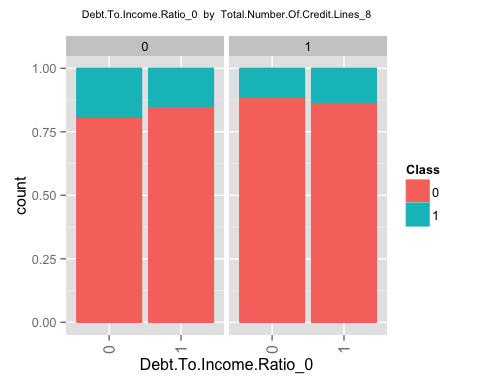 Debt.To.Income.Ratio_0 by Total.Number.Of.Credit.Lines_8
0 1
1.00
0.75
0.50
0.25
0.00
count
0 1 0 1
Debt.To.Income.Ratio_0
Class
0
1